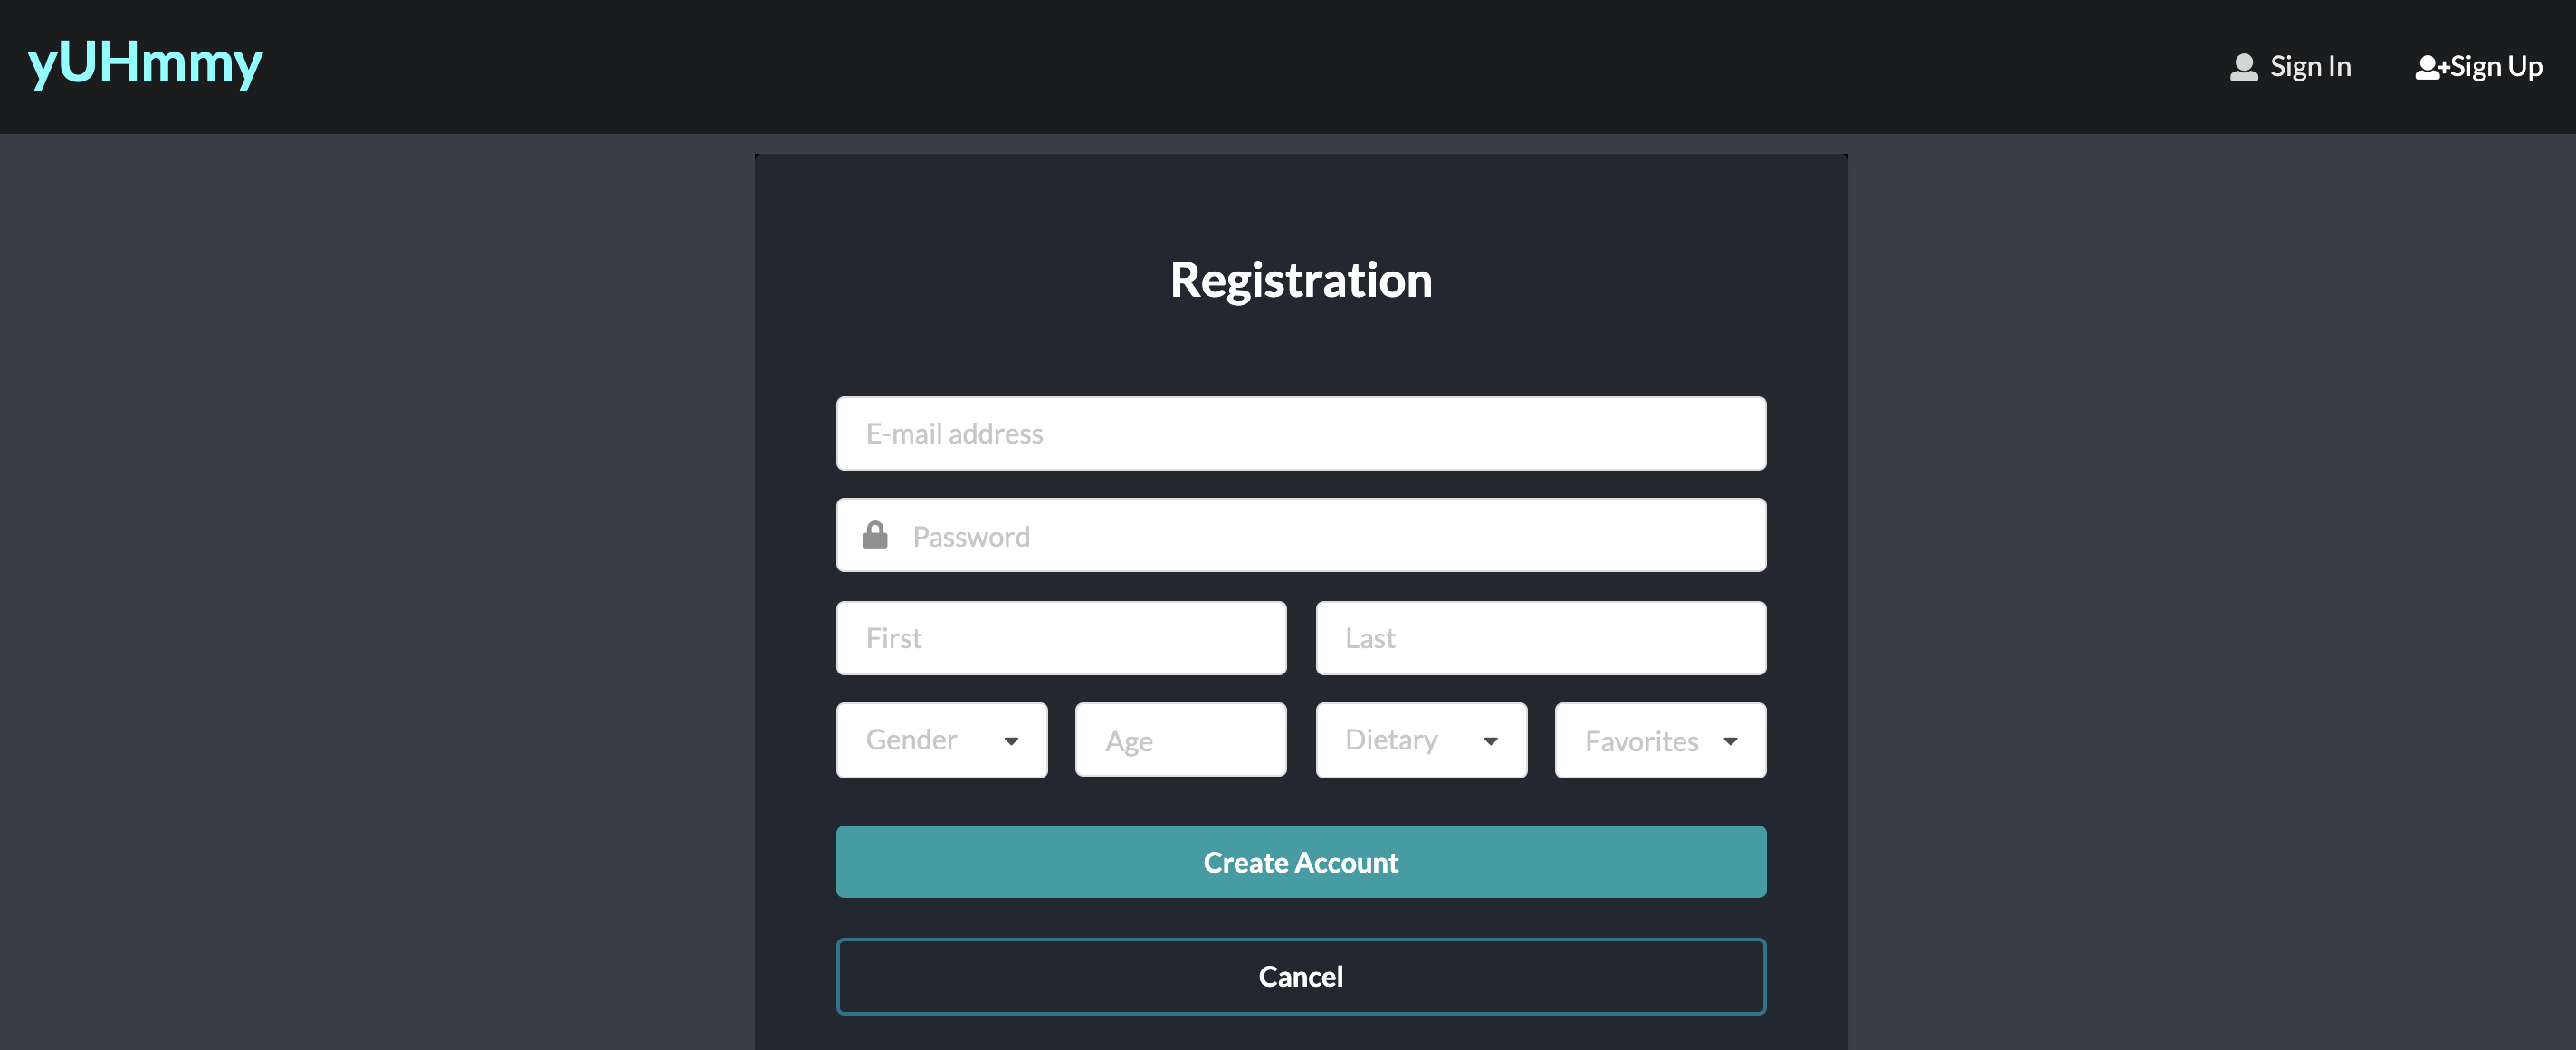 yUHmmy
Sign In
Sign Up
Registration
E-mail address
Password
First
Last
Gender
Age
Dietary
Favorites
Create Account
Cancel